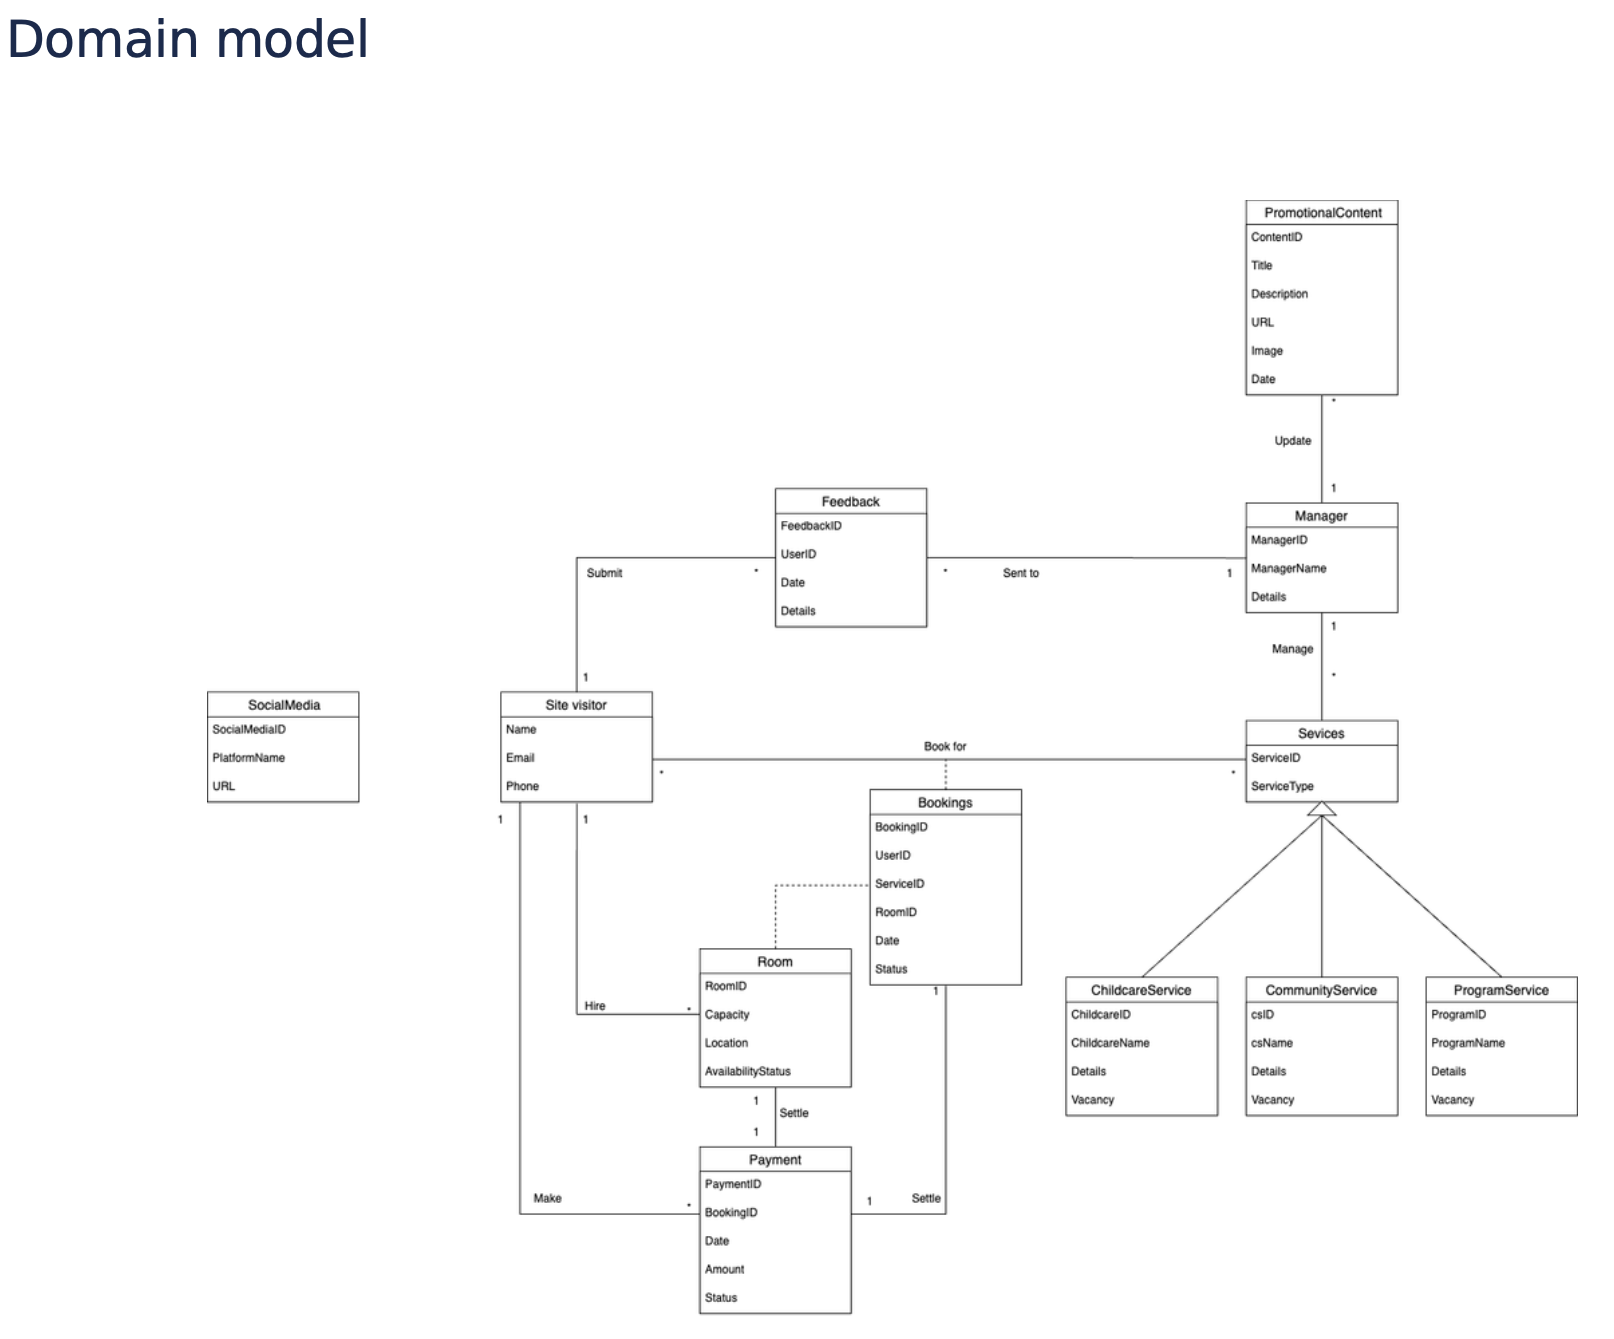 Domain model
PromotionalContent
ContentID
Title
Description
URL
Image
Date
*
Update
1
Manager
ManagerID
ManagerName
Details
1
Manage
*
Feedback
FeedbackID
UserID
Date
Details
Submit
*
1
*
Sent to
1
SocialMedia
SocialMediaID
PlatformName
URL
Site visitor
Name
Email
Phone
*
Book for
*
Sevices
ServiceID
ServiceType
1
1
Bookings
BookingID
UserID
ServiceID
RoomID
Date
Status
1
Room
RoomID
Capacity
Location
AvailabilityStatus
Hire
*
1
Settle
1
ChildcareService
ChildcareID
ChildcareName
Details
Vacancy
CommunityService
csID
csName
Details
Vacancy
ProgramService
ProgramID
ProgramName
Details
Vacancy
Payment
PaymentID
BookingID
Date
Amount
Status
Make
*
1
Settle